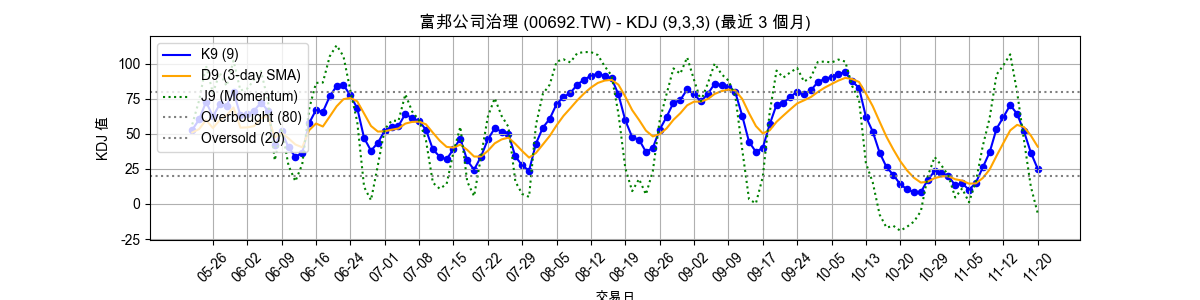 富邦公司治理 (00692.TW) - KDJ (9,3,3) (最近 3 個月)
KDJ 值
100
75
50
25
0
-25
K9 (9)
D9 (3-day SMA)
J9 (Momentum)
Overbought (80)
Oversold (20)
05-26 06-02 06-09 06-16 06-24 07-01 07-08 07-15 07-22 07-29 08-05 08-12 08-19 08-26 09-02 09-09 09-17 09-24 10-05 10-13 10-20 10-29 11-05 11-12 11-20
交易日